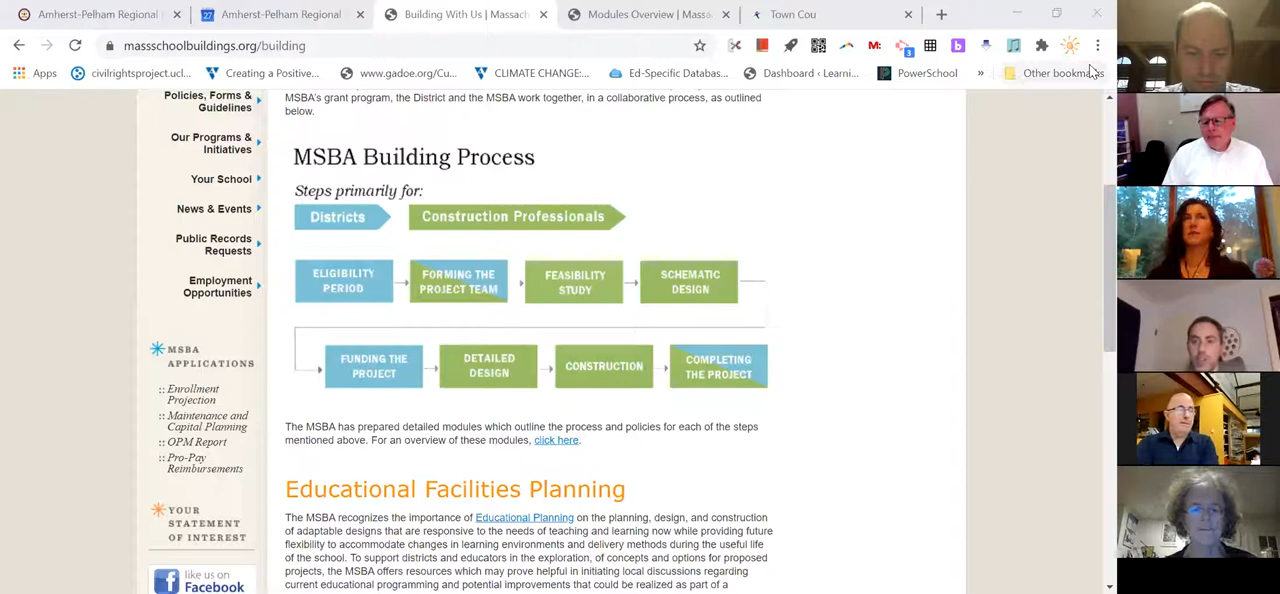 Amherst-Pelham Regional
27 Amherst-Pelham Regional
Building With Us | Massach
Modules Overview | Massa
Town Cou
massschoolbuildings.org/building
M:
3
b
Apps
civilrightsproject.ucl...
Creating a Positive...
www.gadoe.org/Cu...
CLIMATE CHANGE:...
Ed-Specific Databas...
Dashboard ‹ Learni...
PowerSchool
»
Other bookmarks
MSBA's grant program, the District and the MSBA work together, in a collaborative process, as outlined
below.
Policies, Forms &
Guidelines
Our Programs &
Initiatives
Your School
News & Events
Public Records
Requests
Employment
Opportunities
MSBA
APPLICATIONS
:: Enrollment
Projection
:: Maintenance and
Capital Planning
:: OPM Report
:: Pro-Pay
Reimbursements
YOUR
STATEMENT
OF INTEREST
like us on
Facebook
MSBA Building Process
Steps primarily for:
Districts
Construction Professionals
ELIGIBILITY
PERIOD
FORMING THE
PROJECT TEAM
FEASIBILITY
STUDY
SCHEMATIC
DESIGN
FUNDING THE
PROJECT
DETAILED
DESIGN
CONSTRUCTION
COMPLETING
THE PROJECT
The MSBA has prepared detailed modules which outline the process and policies for each of the steps
mentioned above. For an overview of these modules, click here.
Educational Facilities Planning
The MSBA recognizes the importance of Educational Planning on the planning, design, and construction
of adaptable designs that are responsive to the needs of teaching and learning now while providing future
flexibility to accommodate changes in learning environments and delivery methods during the useful life
of the school. To support districts and educators in the exploration, of concepts and options for proposed
projects, the MSBA offers resources which may prove helpful in initiating local discussions regarding
current educational programming and potential improvements that could be realized as part of a